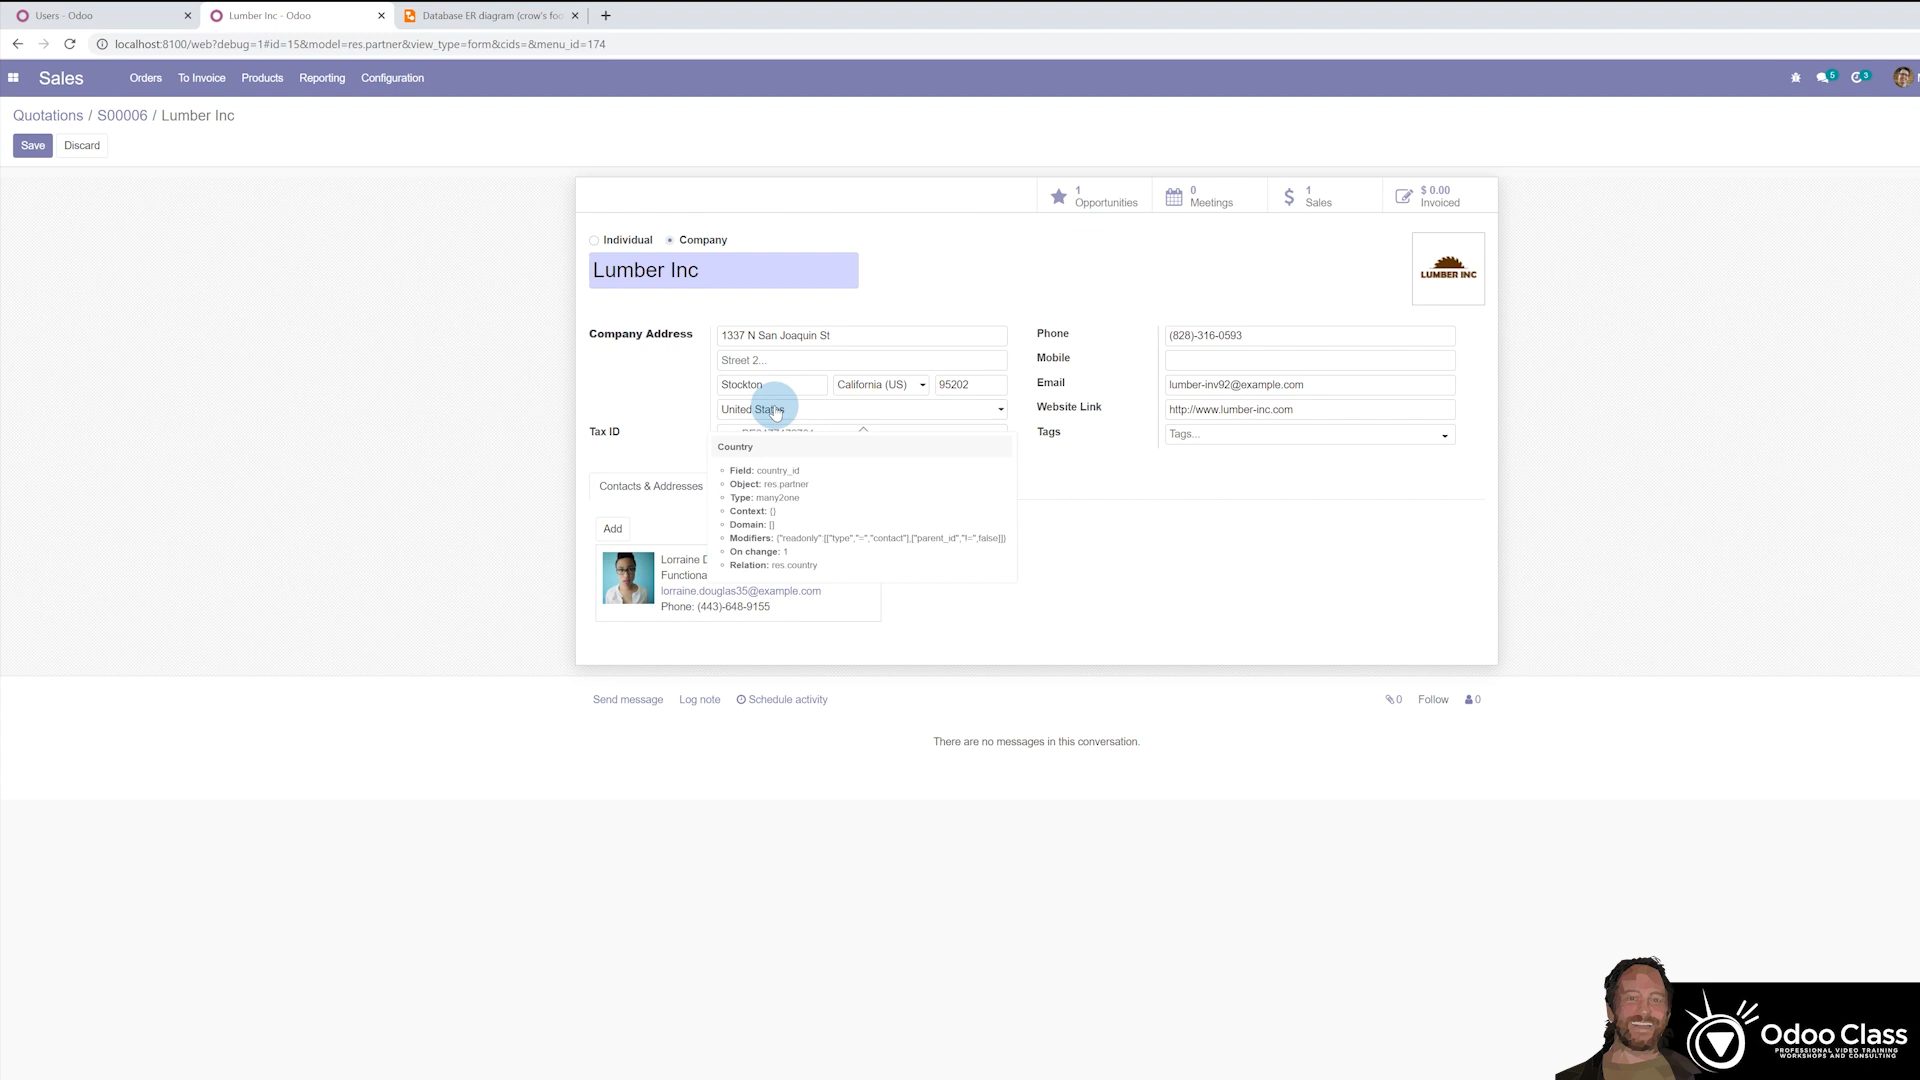 Users - Odoo
Lumber Inc - Odoo
Database ER diagram (crow's foo
localhost:8100/web?debug=1#id=15&model=res.partner&view_type=form&cids=&menu_id=174
Sales
Orders
To Invoice
Products
Reporting
Configuration
5
3
Quotations / S00006 / Lumber Inc
Save
Discard
1
Opportunities
0
Meetings
1
Sales
$ 0.00
Invoiced
Individual
Company
Lumber Inc
LUMBER INC
Company Address
1337 N San Joaquin St
Street 2...
Stockton
California (US)
95202
United States
Tax ID
Phone
(828)-316-0593
Mobile
Email
lumber-inv92@example.com
Website Link
http://www.lumber-inc.com
Tags
Tags...
Country
Field: country_id
Object: res.partner
Type: many2one
Context: {}
Domain: []
Modifiers: {"readonly":[["type","=","contact"],["parent_id","!=",false]]}
On change: 1
Relation: res.country
Contacts & Addresses
Add
Lorraine D
Functiona
lorraine.douglas35@example.com
Phone: (443)-648-9155
Send message
Log note
Schedule activity
0
Follow
0
There are no messages in this conversation.
Odoo Class
PROFESSIONAL VIDEO TRAINING
WORKSHOPS AND CONSULTING